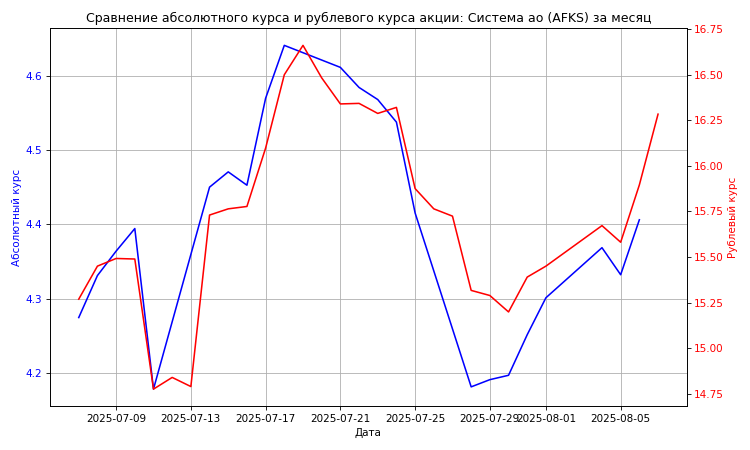 Сравнение абсолютного курса и рублевого курса акции: Система ао (AFKS) за месяц
Абсолютный курс
4.6
4.5
4.4
4.3
4.2
16.75
16.50
16.25
16.00
15.75
15.50
15.25
15.00
14.75
Рублевый курс
2025-07-09 2025-07-13 2025-07-17 2025-07-21 2025-07-25 2025-07-29 2025-08-01 2025-08-05
Дата